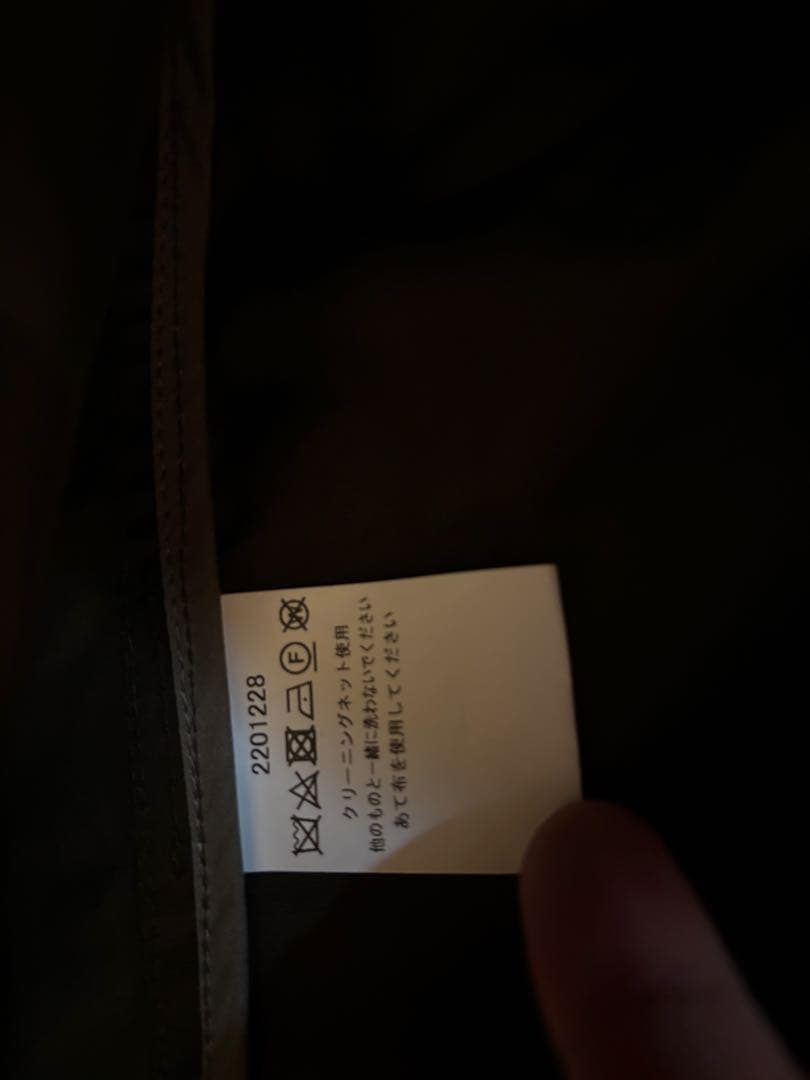 2201228
F W
クリーニングネット使用
他のものと一緒に洗わないでください
あて布を使用してください